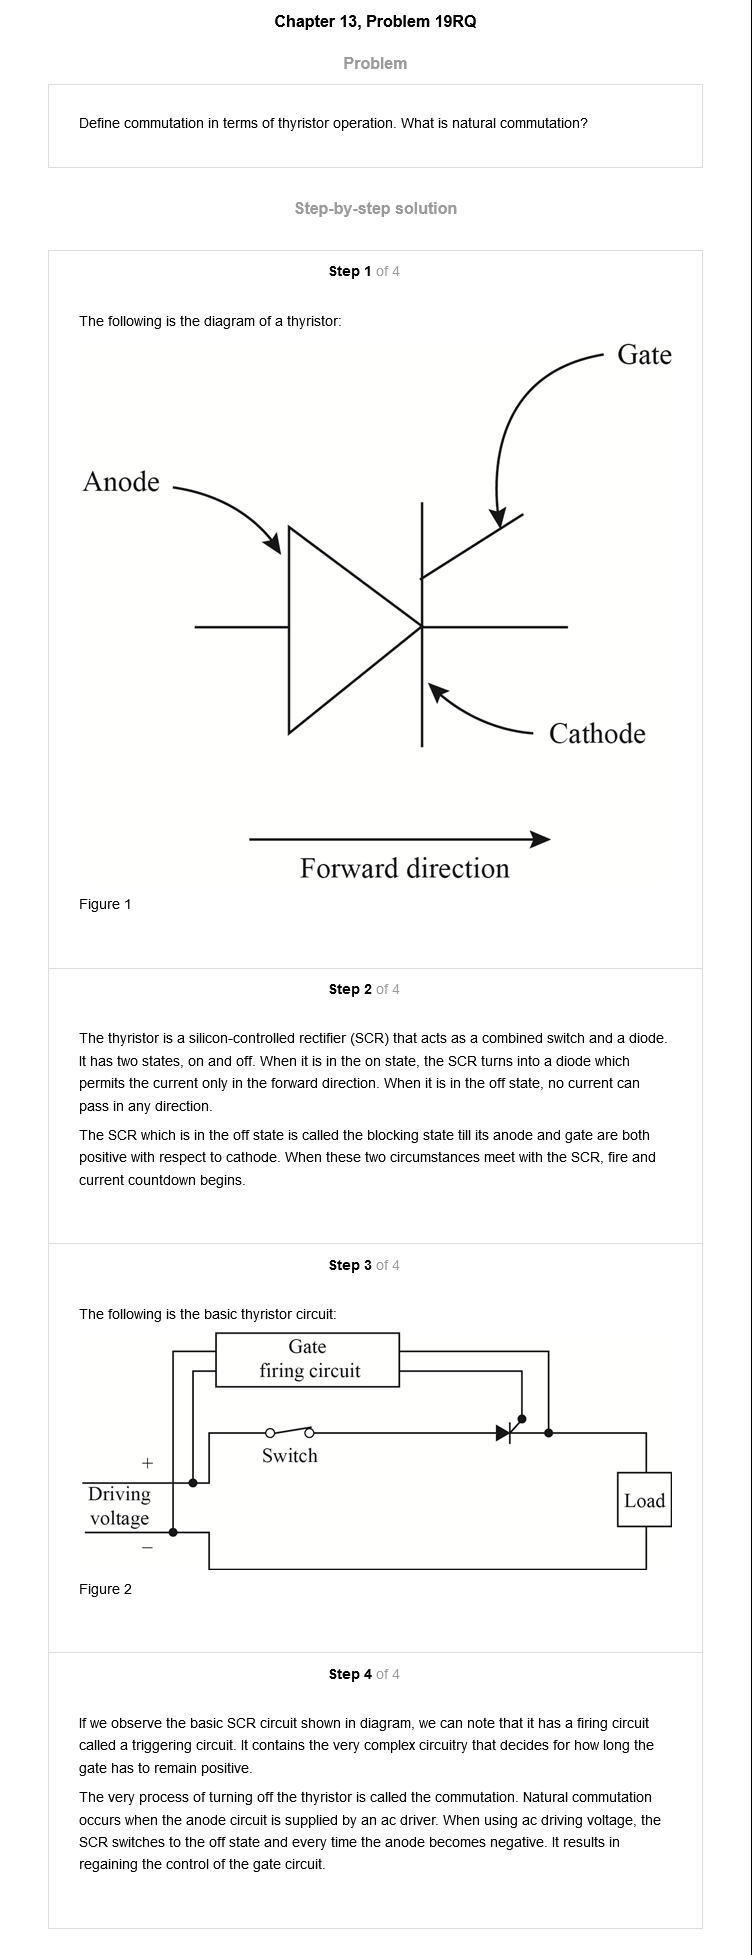 Chapter 13, Problem 19RQ
Problem
Define commutation in terms of thyristor operation. What is natural commutation?
Step-by-step solution
Step 1 of 4
The following is the diagram of a thyristor:
Gate
Anode
Cathode
Forward direction
Figure 1
Step 2 of 4
The thyristor is a silicon-controlled rectifier (SCR) that acts as a combined switch and a diode.
It has two states, on and off. When it is in the on state, the SCR turns into a diode which
permits the current only in the forward direction. When it is in the off state, no current can
pass in any direction.
The SCR which is in the off state is called the blocking state till its anode and gate are both
positive with respect to cathode. When these two circumstances meet with the SCR, fire and
current countdown begins.
Step 3 of 4
The following is the basic thyristor circuit:
Gate
firing circuit
Switch
+
Driving
voltage
−
Load
Figure 2
Step 4 of 4
If we observe the basic SCR circuit shown in diagram, we can note that it has a firing circuit
called a triggering circuit. It contains the very complex circuitry that decides for how long the
gate has to remain positive.
The very process of turning off the thyristor is called the commutation. Natural commutation
occurs when the anode circuit is supplied by an ac driver. When using ac driving voltage, the
SCR switches to the off state and every time the anode becomes negative. It results in
regaining the control of the gate circuit.